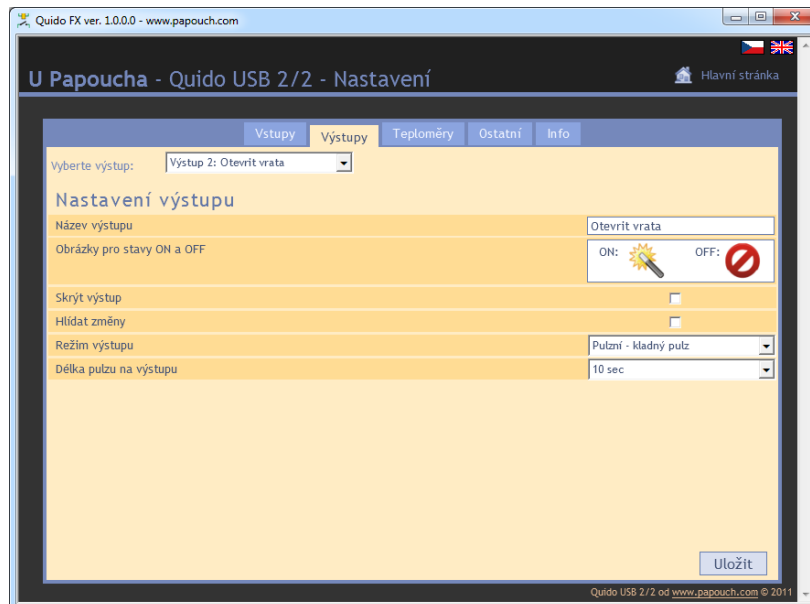 Quido FX ver. 1.0.0.0 - www.papouch.com
U Papoucha - Quido USB 2/2 - Nastavení
Hlavní stránka
Vstupy Výstupy Teploměry Ostatní Info
Vyberte výstup: Výstup 2: Otevrit vrata
Nastavení výstupu
Název výstupu Otevrit vrata
Obrázky pro stavy ON a OFF ON: OFF:
Skrýt výstup
Hlídat změny
Režim výstupu Pulzní - kladný pulz
Délka pulzu na výstupu 10 sec
Uložit
Quido USB 2/2 od www.papouch.com © 2011